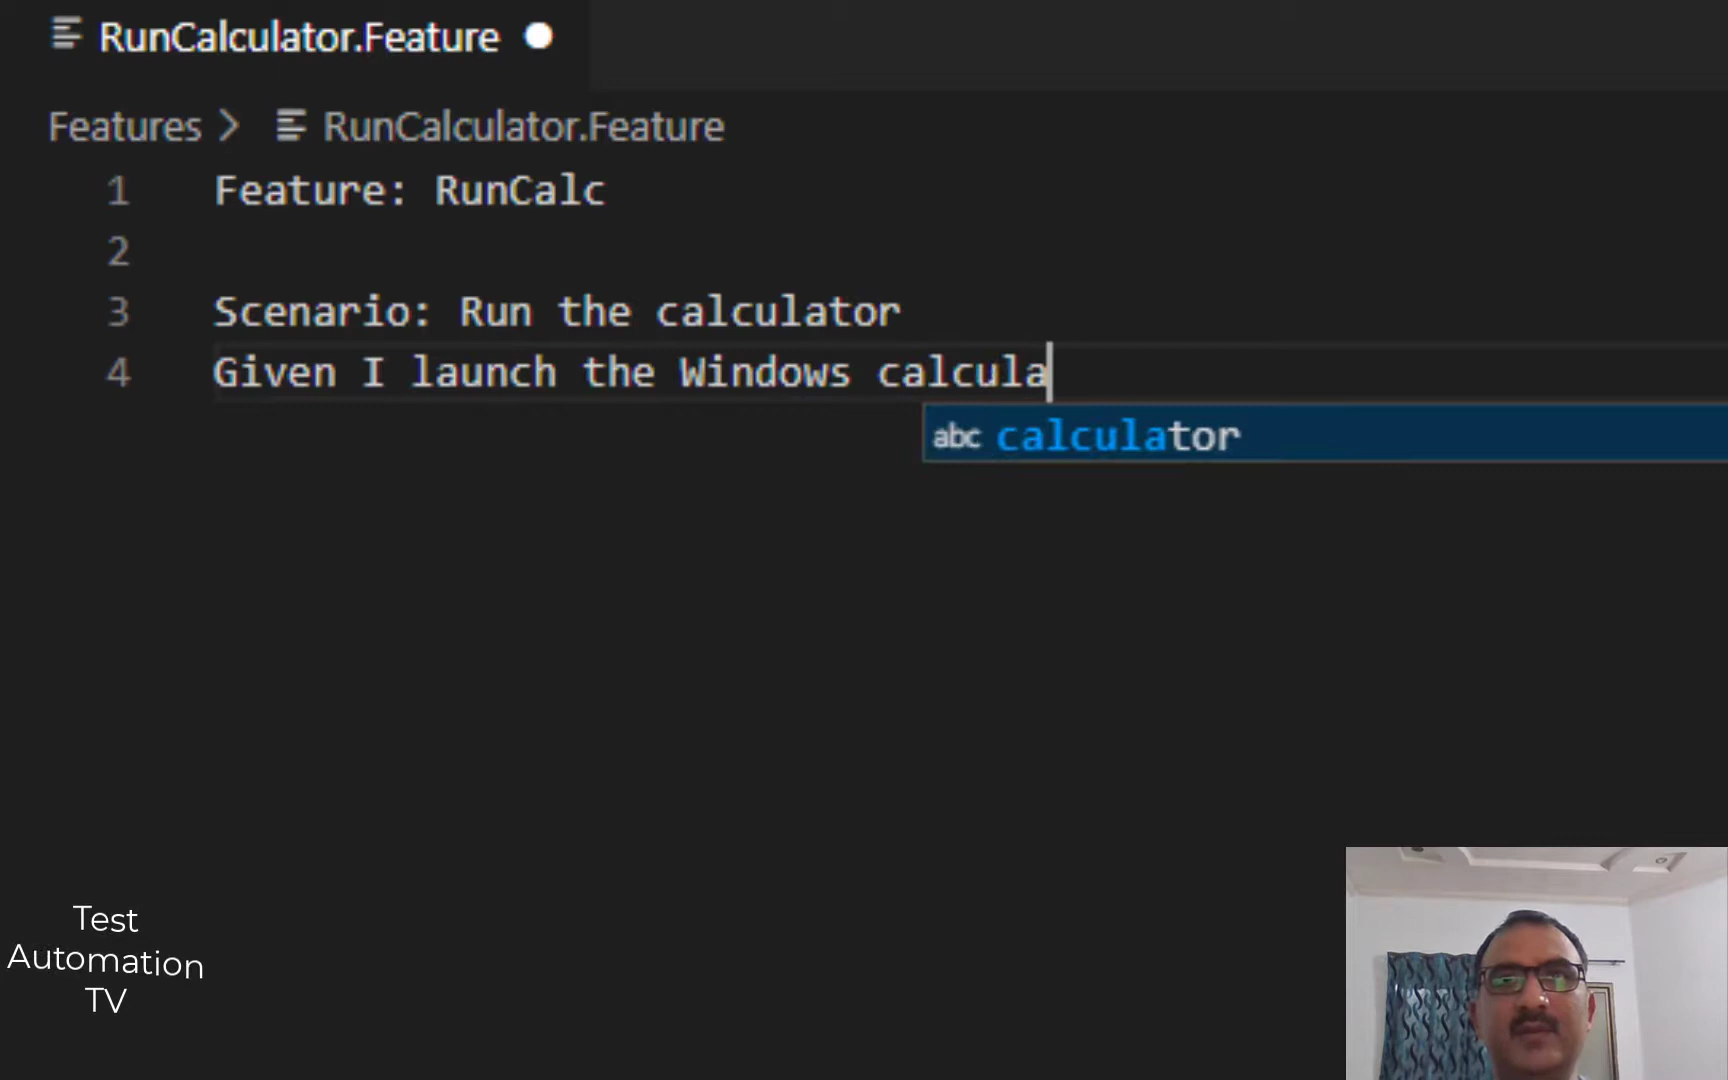 RunCalculator.Feature
Features > RunCalculator.Feature
1 Feature: RunCalc
2
3 Scenario: Run the calculator
4 Given I launch the Windows calcula
abc calculator
Test
Automation
TV